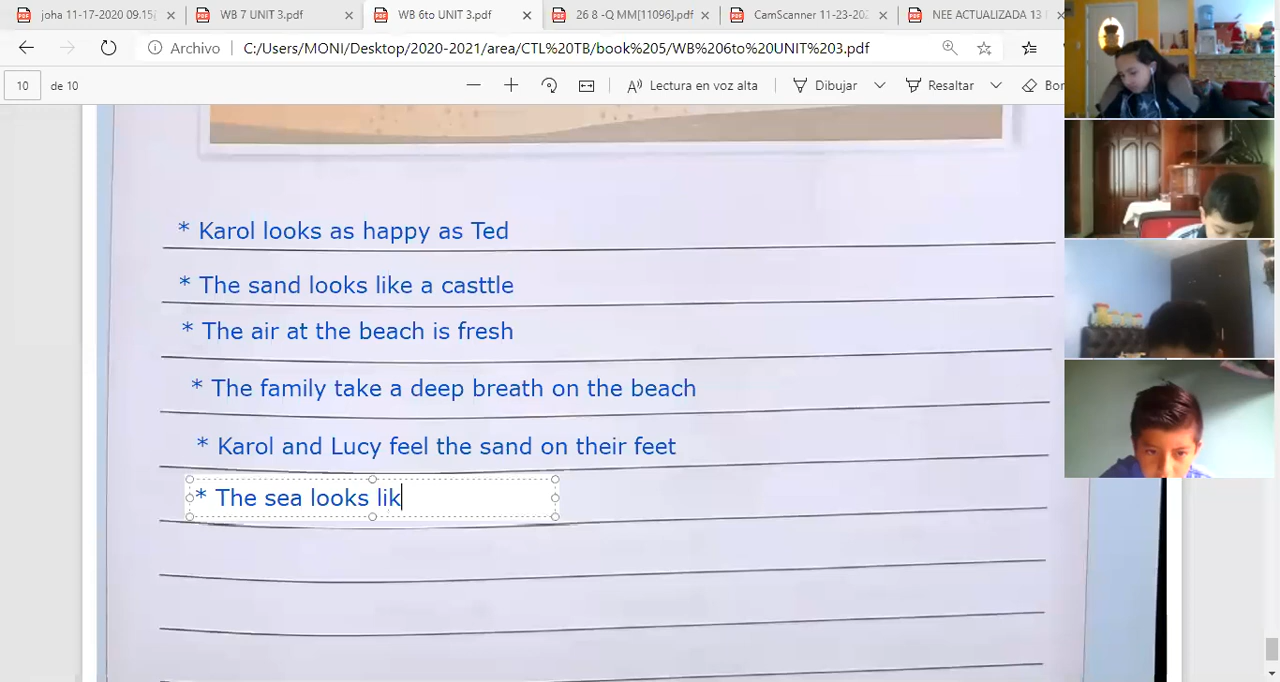 joha 11-17-2020 09.15
WB 7 UNIT 3.pdf
WB 6to UNIT 3.pdf
26 8 -Q MM[11096].pdf
CamScanner 11-23-202
NEE ACTUALIZADA 13
Archivo
C:/Users/MONI/Desktop/2020-2021/area/CTL%20TB/book%205/WB%206to%20UNIT%203.pdf
10 de 10
Lectura en voz alta
Dibujar
Resaltar
Bor
* Karol looks as happy as Ted
* The sand looks like a casttle
* The air at the beach is fresh
* The family take a deep breath on the beach
* Karol and Lucy feel the sand on their feet
* The sea looks lik